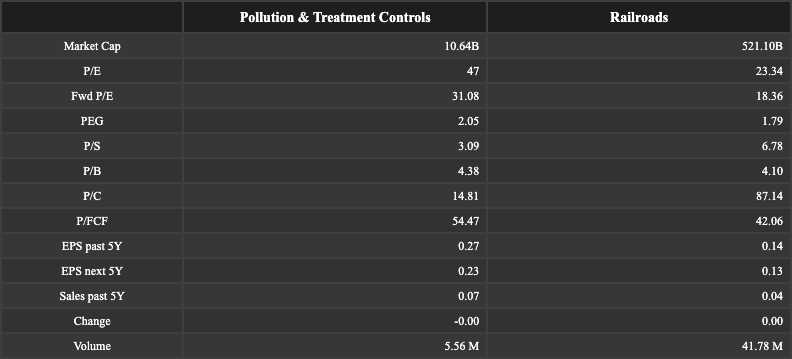 Pollution & Treatment Controls Railroads
Market Cap 10.64B 521.10B
P/E 47 23.34
Fwd P/E 31.08 18.36
PEG 2.05 1.79
P/S 3.09 6.78
P/B 4.38 4.10
P/C 14.81 87.14
P/FCF 54.47 42.06
EPS past 5Y 0.27 0.14
EPS next 5Y 0.23 0.13
Sales past 5Y 0.07 0.04
Change -0.00 0.00
Volume 5.56 M 41.78 M